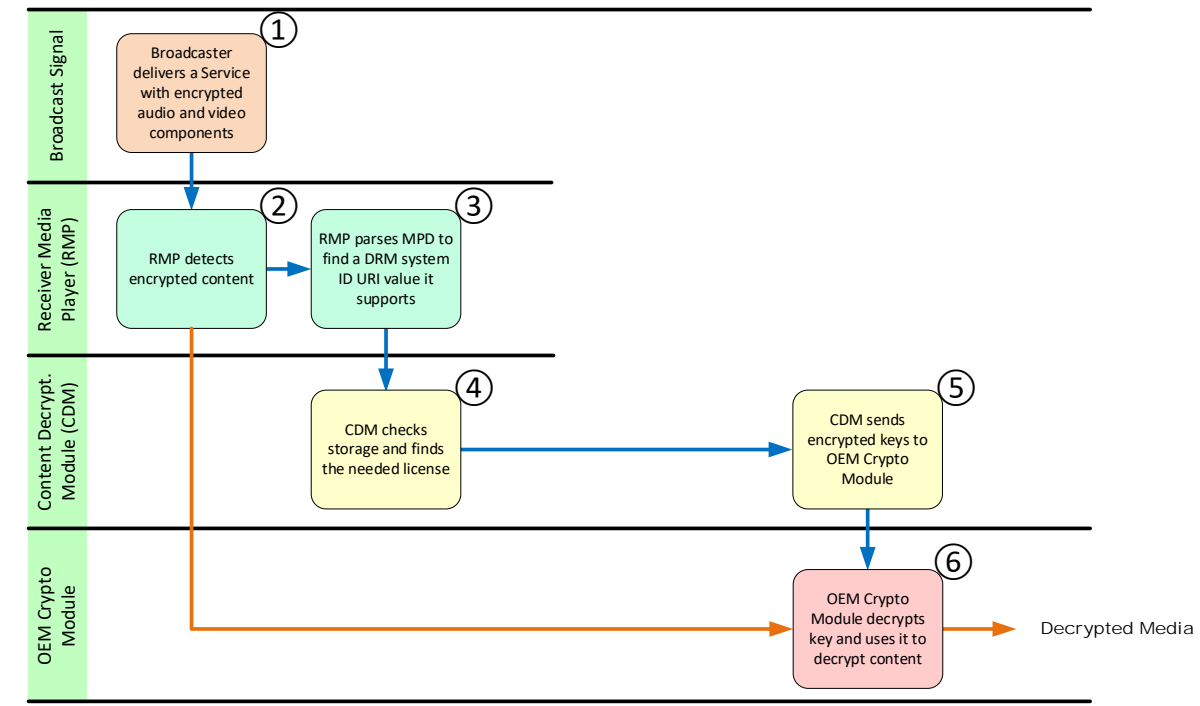 Broadcast Signal
①
Broadcaster
delivers a Service
with encrypted
audio and video
components
Receiver Media
Player (RMP)
②
RMP detects
encrypted content
③
RMP parses MPD to
find a DRM system
ID URI value it
supports
Content Decrypt.
Module (CDM)
④
CDM checks
storage and finds
the needed license
⑤
CDM sends
encrypted keys to
OEM Crypto
Module
OEM Crypto
Module
⑥
OEM Crypto
Module decrypts
key and uses it to
decrypt content
Decrypted Media